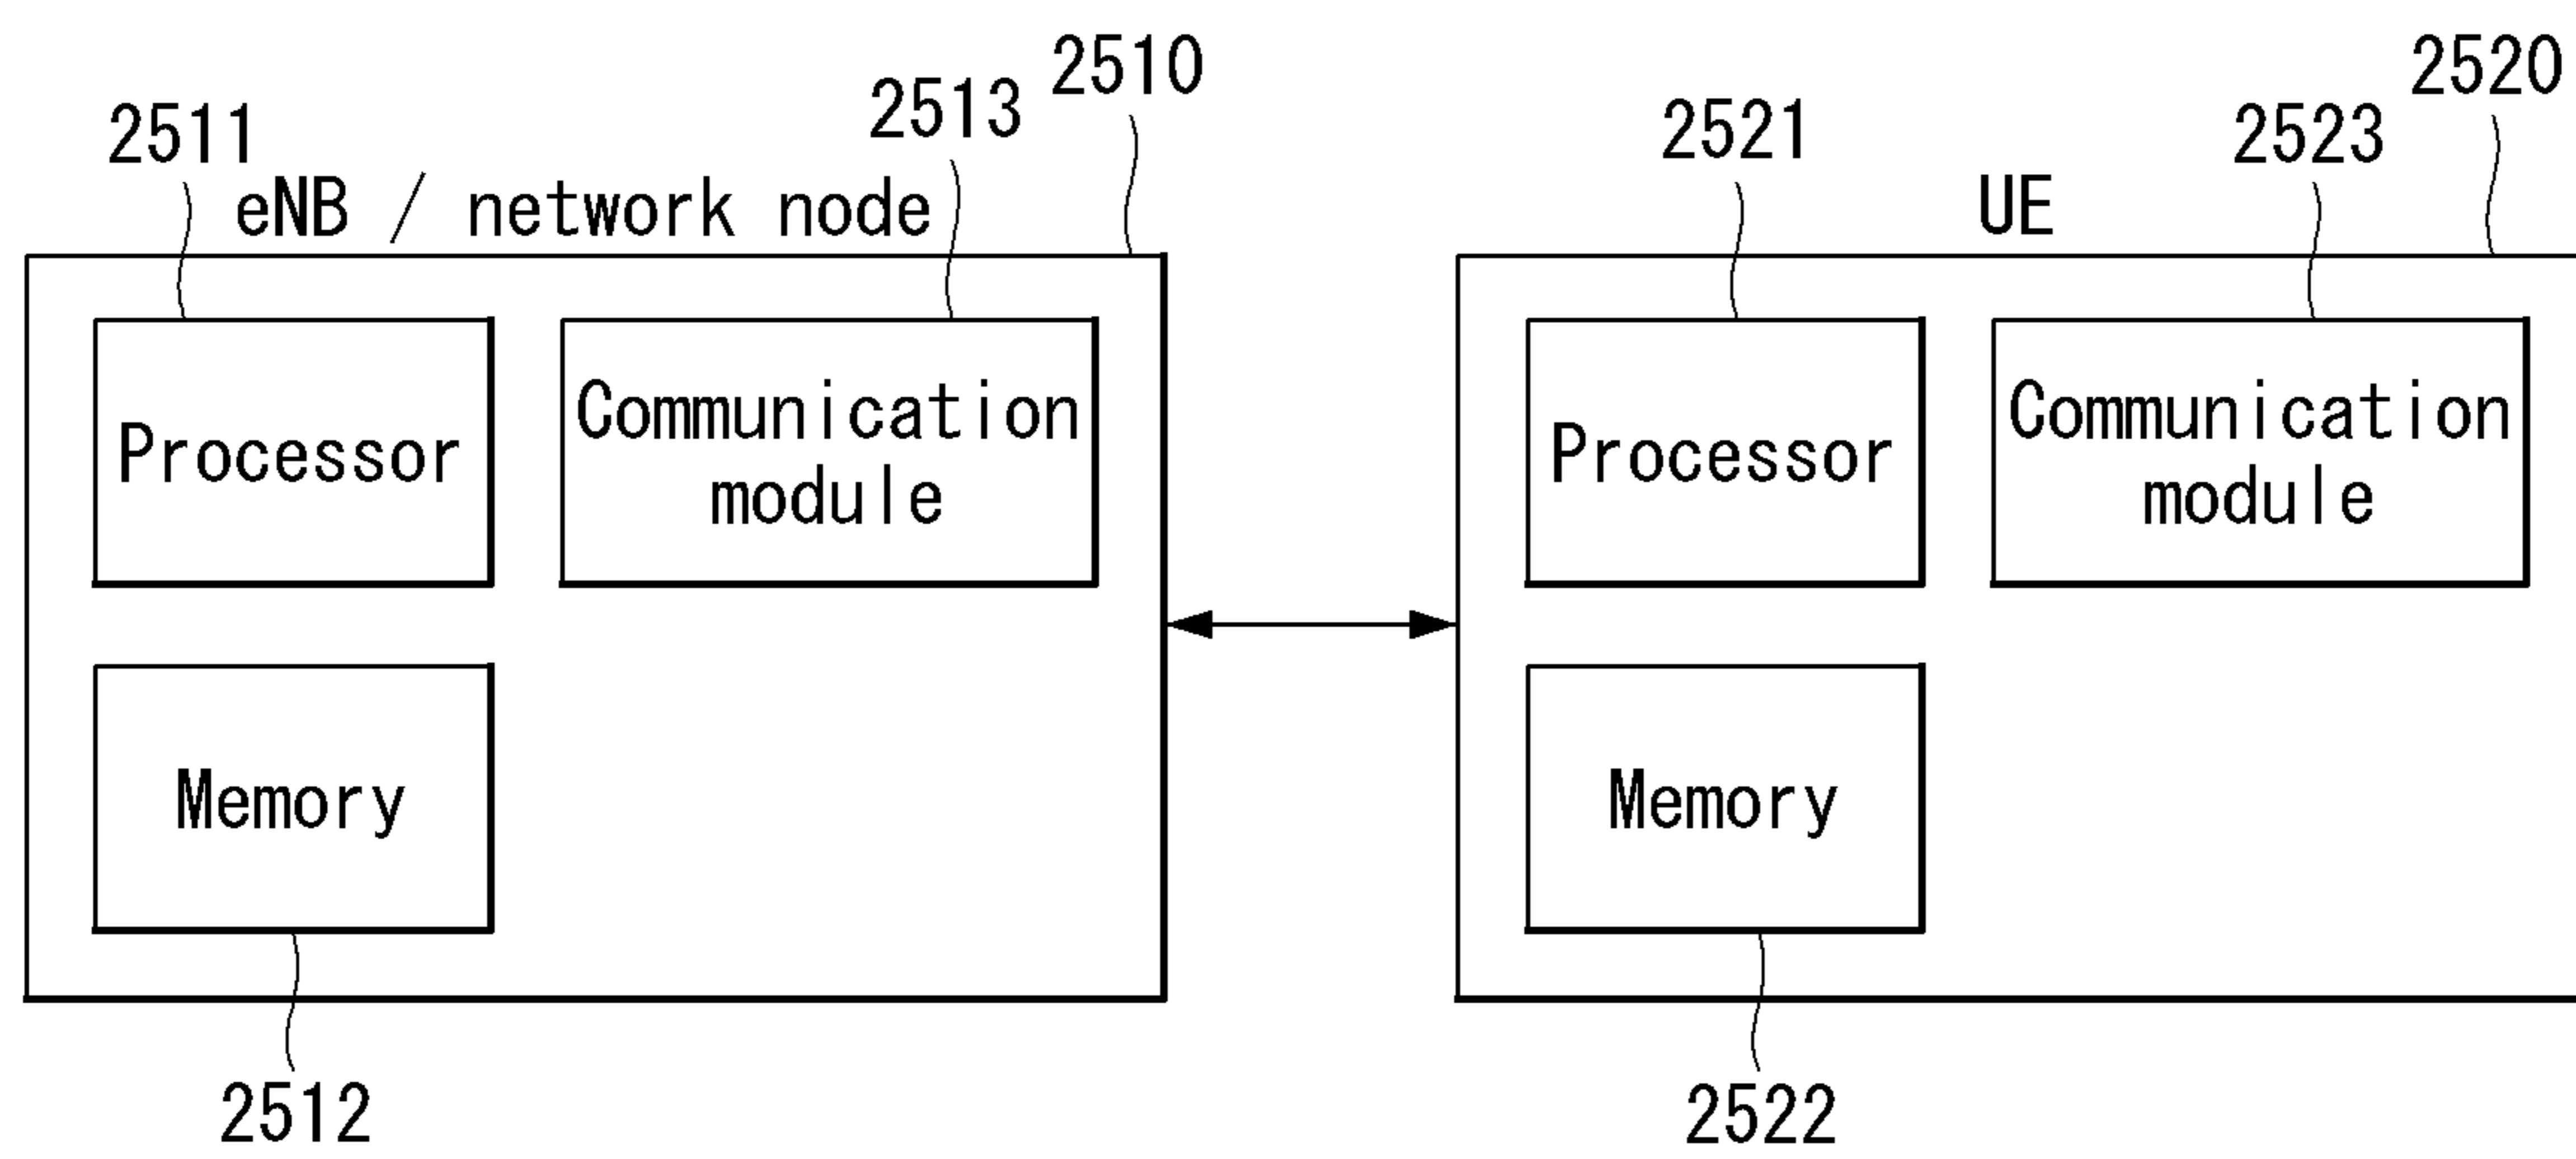 2510
2520
2513
2511
2521
2523
eNB / network node
UE
Processor
Communication
module
Processor
Communication
module
Memory
Memory
2512
2522